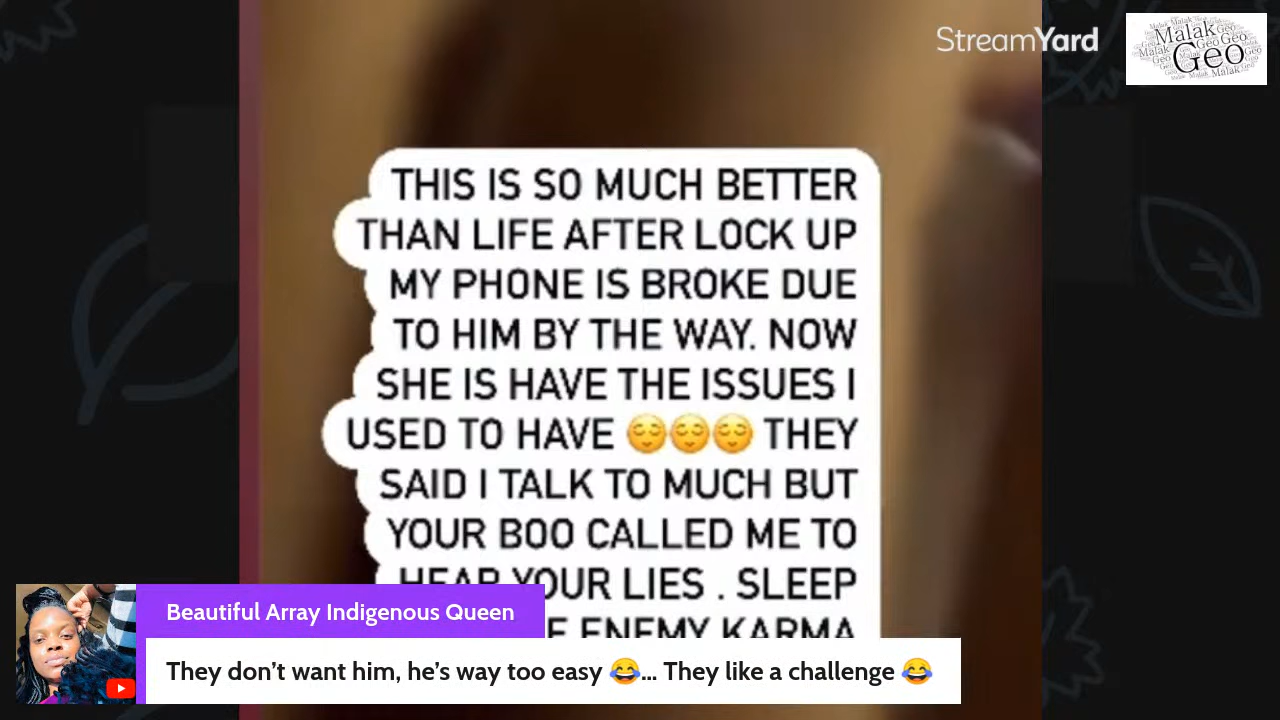 StreamYard
Malak
Geo
THIS IS SO MUCH BETTER
THAN LIFE AFTER LOCK UP
MY PHONE IS BROKE DUE
TO HIM BY THE WAY. NOW
SHE IS HAVE THE ISSUES I
USED TO HAVE 😌😌😌 THEY
SAID I TALK TO MUCH BUT
YOUR BOO CALLED ME TO
HEAR YOUR LIES . SLEEP
ENEMY KARMA
Beautiful Array Indigenous Queen
They don’t want him, he’s way too easy 😂... They like a challenge 😂